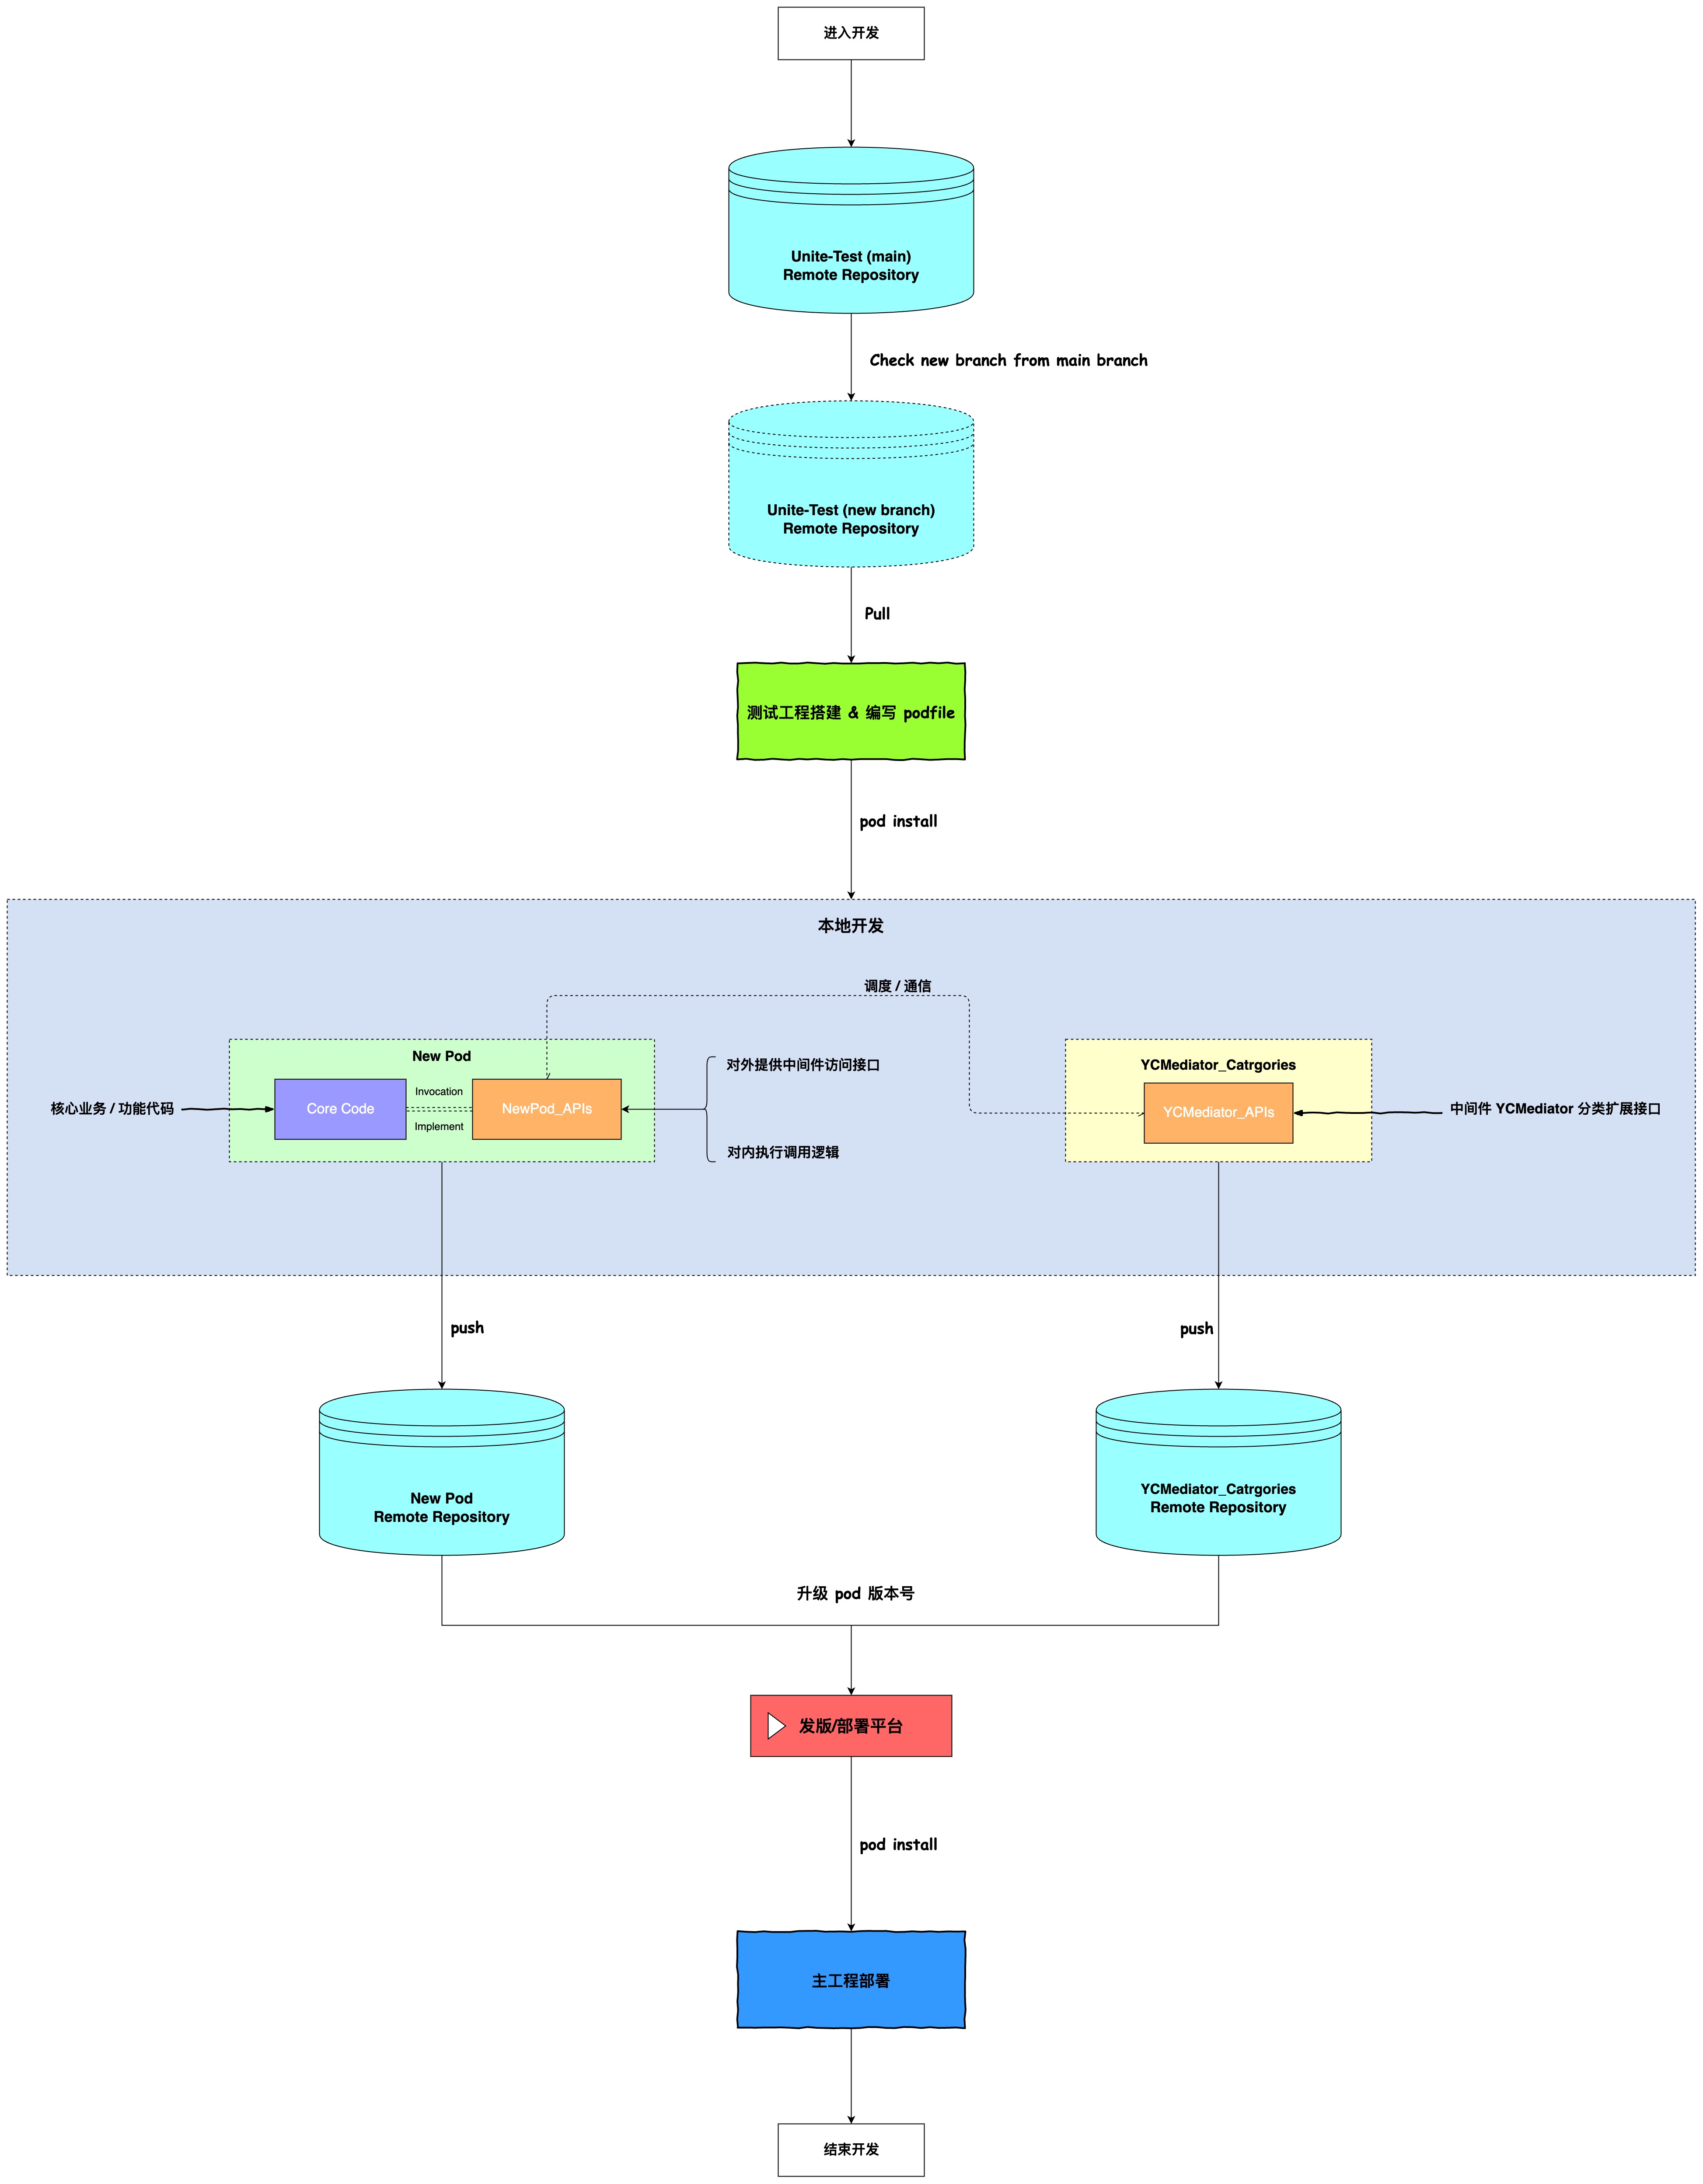 进入开发
Unite-Test (main)
Remote Repository
Check new branch from main branch
Unite-Test (new branch)
Remote Repository
Pull
测试工程搭建 & 编写 podfile
pod install
本地开发
调度 / 通信
New Pod
对外提供中间件访问接口
YCMediator_Catrgories
核心业务 / 功能代码
Core Code
Invocation
Implement
NewPod_APIs
YCMediator_APIs
中间件 YCMediator 分类扩展接口
对内执行调用逻辑
push
push
New Pod
Remote Repository
YCMediator_Catrgories
Remote Repository
升级 pod 版本号
发版/部署平台
pod install
主工程部署
结束开发